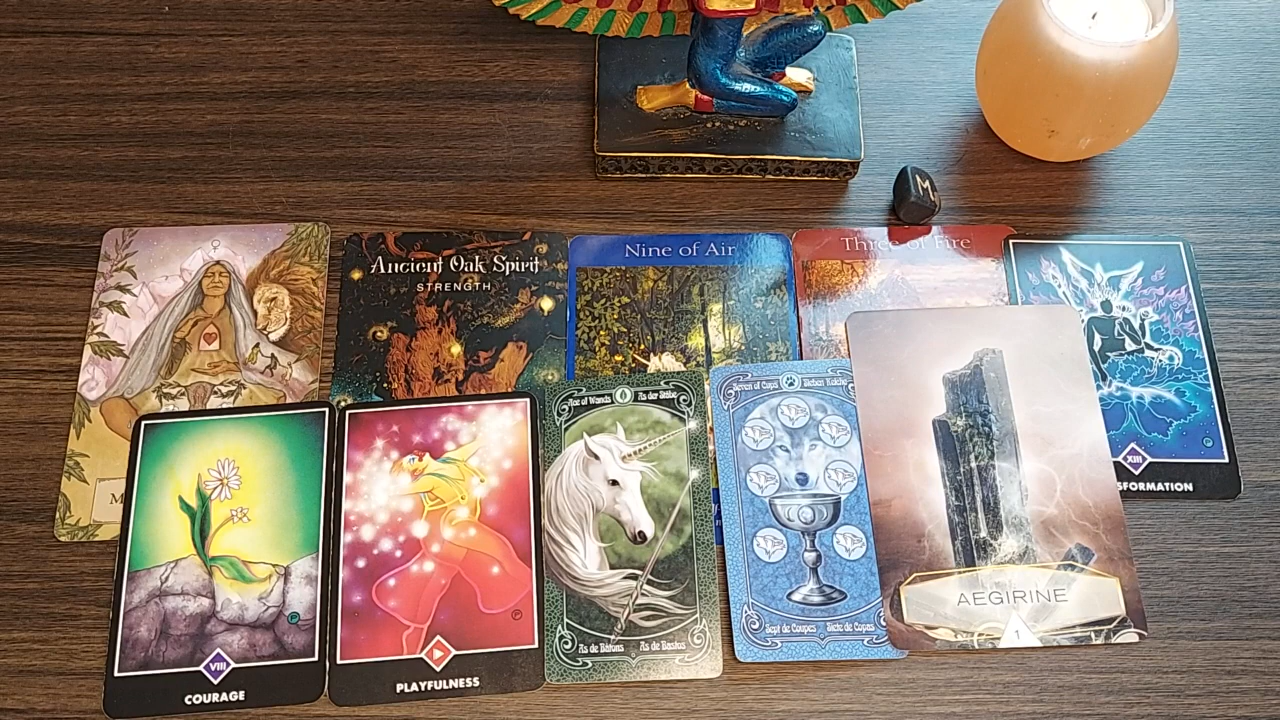 Ancient Oak Spirit
STRENGTH
Nine of Air
Three of Fire
M
XIII
SFORMATION
VIII
COURAGE
PLAYFULNESS
Ace of Wands
As der Stäbe
As de Bâtons
As de Bastos
Seven of Cups
Sieben Kelche
Sept de Coupes
Siete de Copas
AEGIRINE
1